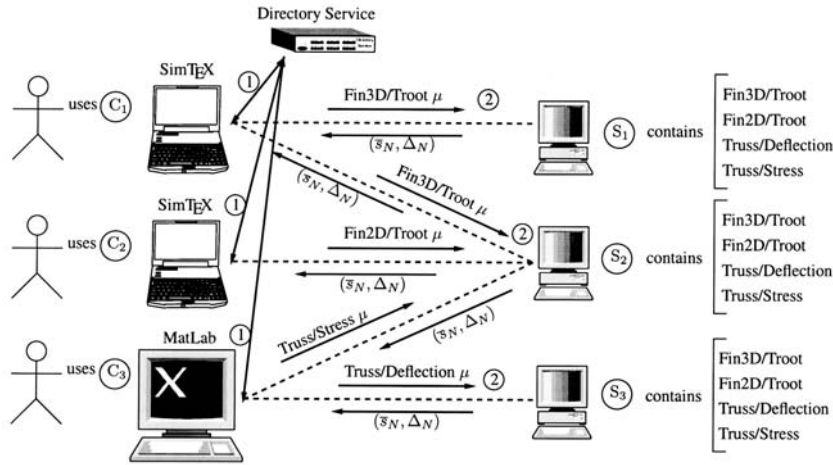 Directory Service
SimTEX
uses C1
1
Fin3D/Troot μ
2
(s̅N, ΔN)
S1 contains
Fin3D/Troot
Fin2D/Troot
Truss/Deflection
Truss/Stress
(s̅N, ΔN)
Fin3D/Troot μ
SimTEX
uses C2
1
Fin2D/Troot μ
2
(s̅N, ΔN)
S2 contains
Fin3D/Troot
Fin2D/Troot
Truss/Deflection
Truss/Stress
Truss/Stress μ
(s̅N, ΔN)
MatLab
uses C3
1
X
Truss/Deflection μ
2
(s̅N, ΔN)
S3 contains
Fin3D/Troot
Fin2D/Troot
Truss/Deflection
Truss/Stress